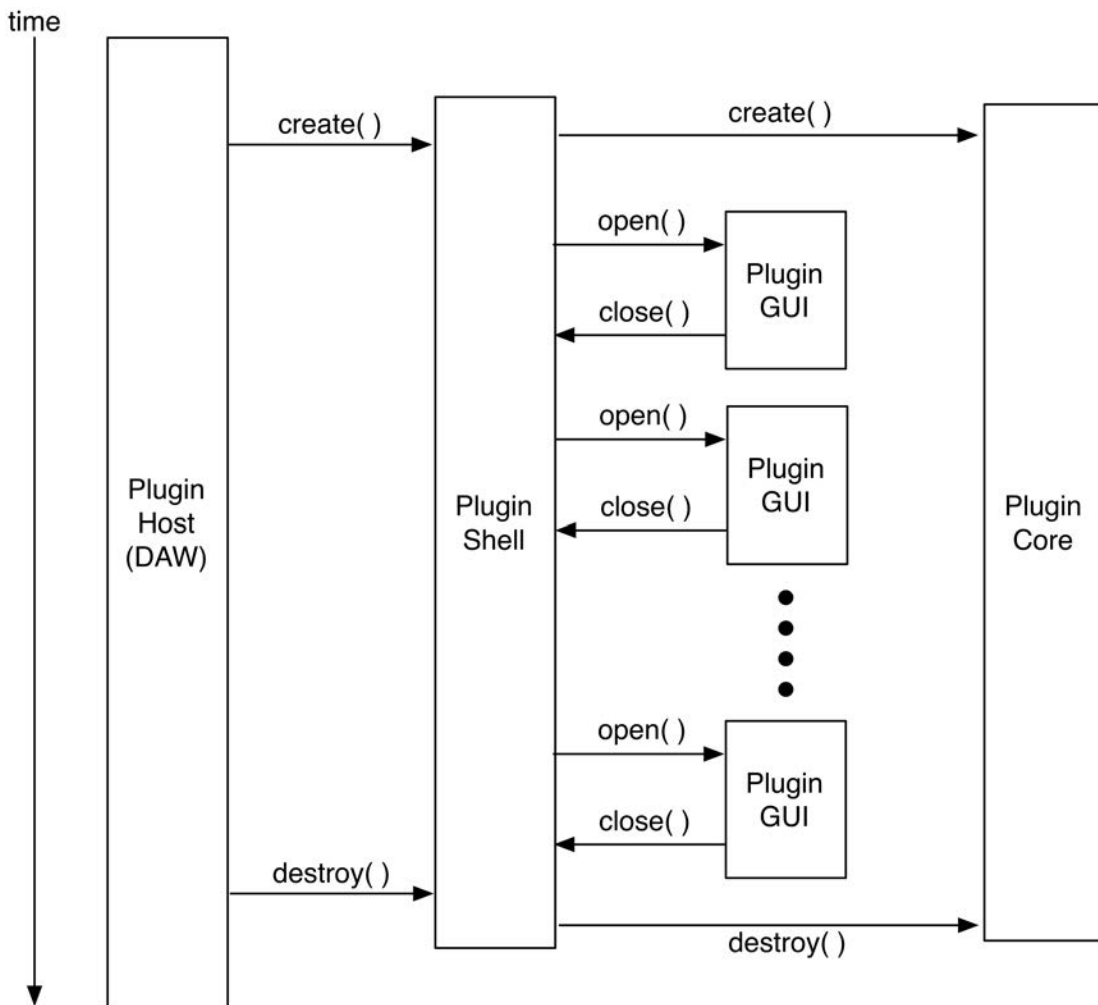 time
create( )
create( )
open( )
Plugin
GUI
close( )
open( )
Plugin
GUI
close( )
Plugin
Host
(DAW)
Plugin
Shell
Plugin
Core
open( )
Plugin
GUI
close( )
destroy( )
destroy( )